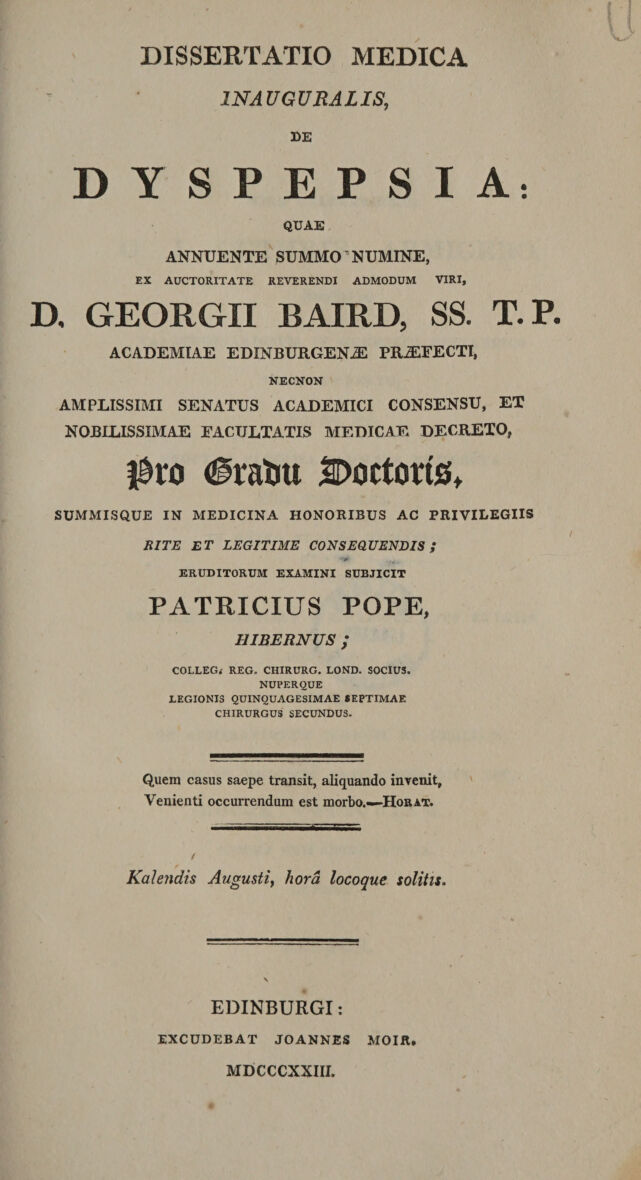 DISSERTATIO MEDICA
INAUGURALIS,
DE
DYSPEPSIA:
QUAE
ANNUENTE SUMMO NUMINE,
EX AUCTORITATE REVERENDI ADMODUM VIRI,
D. GEORGII BAIRD, SS. T. P.
ACADEMIAE EDINBURGENÆ PRÆFECTI,
NECNON
AMPLISSIMI SENATUS ACADEMICI CONSENSU, ET
NOBILISSIMAE FACULTATIS MEDICAE DECRETO,
Pro Gradu Doctoris,
SUMMISQUE IN MEDICINA HONORIBUS AC PRIVILEGIIS
RITE ET LEGITIME CONSEQUENDIS;
ERUDITORUM EXAMINI SUBJICIT
PATRICIUS POPE,
HIBERNUS;
COLLEG. REG. CHIRURG. LOND. SOCIUS.
NUPERQUE
LEGIONIS QUINQUAGESIMAE SEPTIMAE
CHIRURGUS SECUNDUS.
Quem casus saepe transit, aliquando invenit,
Venienti occurrendum est morbo.—HORAT.
Kalendis Augusti, horâ locoque solitis.
EDINBURGI:
EXCUDEBAT JOANNES MOIR.
MDCCCXXIII.